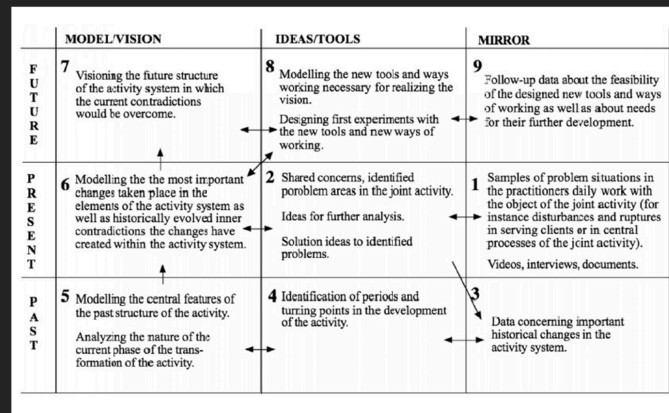 MODEL/VISION
IDEAS/TOOLS
MIRROR
FUTURE
7
Visioning the future structure
of the activity system in which
the current contradictions
would be overcome.
8
Modelling the new tools and ways
working necessary for realizing the
vision.
Designing first experiments with
the new tools and new ways of
working.
9
Follow-up data about the feasibility
of the designed new tools and ways
of working as well as about needs
for their further development.
PRESENT
6
Modelling the the most important
changes taken place in the
elements of the activity system as
well as historically evolved inner
contradictions the changes have
created within the activity system.
2
Shared concerns, identified
poroblem areas in the joint activity.
Ideas for further analysis.
Solution ideas to identified
problems.
1
Samples of problem situations in
the practitioners daily work with
the object of the joint activity (for
instance disturbances and ruptures
in serving clients or in central
processes of the joint activity).
Videos, interviews, documents.
PAST
5
Modelling the central features of
the past structure of the activity.
Analyzing the nature of the
current phase of the trans-
formation of the activity.
4
Identification of periods and
turning points in the development
of the activity.
3
Data concerning important
historical changes in the
activity system.